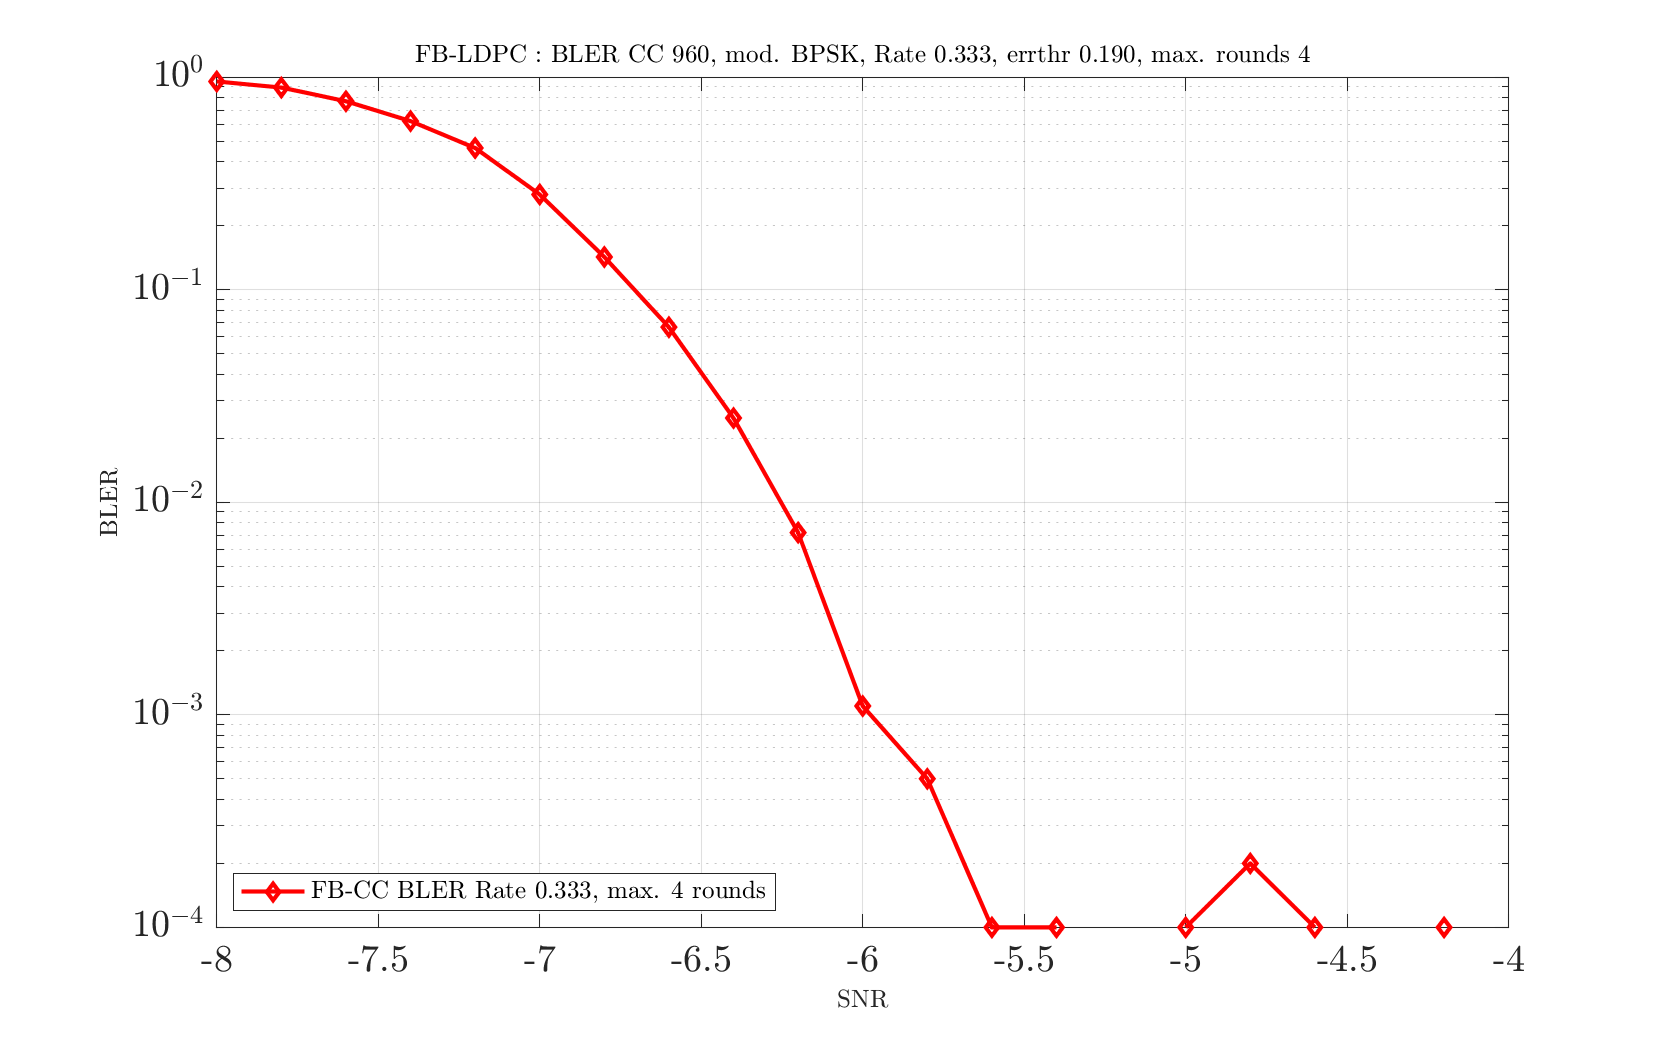 FB-LDPC : BLER CC 960, mod. BPSK, Rate 0.333, errthr 0.190, max. rounds 4
10^0
10^-1
10^-2
10^-3
10^-4
BLER
FB-CC BLER Rate 0.333, max. 4 rounds
-8 -7.5 -7 -6.5 -6 -5.5 -5 -4.5 -4
SNR